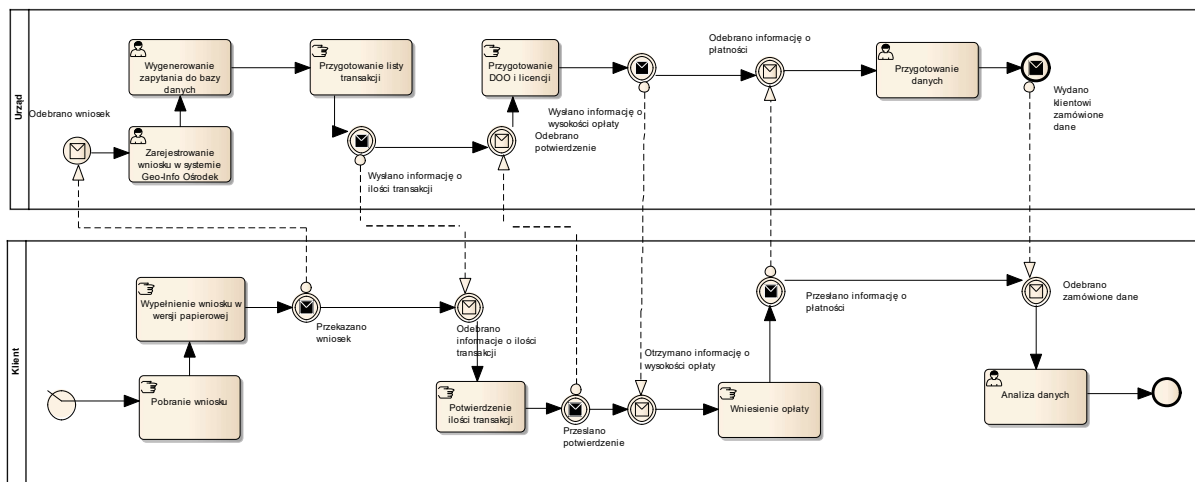 Urząd
Odebrano wniosek
Wygenerowanie
zapytania do bazy
danych
Zarejestrowanie
wniosku w systemie
Geo-Info Ośrodek
Przygotowanie listy
transakcji
Wysłano informację o
ilości transakcji
Przygotowanie
DOO i licencji
Wysłano informację o
wysokości opłaty
Odebrano
potwierdzenie
Odebrano informację o
płatności
Przygotowanie
danych
Wydano
klientowi
zamówione
dane
Klient
Wypełnienie wniosku w
wersji papierowej
Pobranie wniosku
Przekazano
wniosek
Odebrano
informacje o ilości
transakcji
Potwierdzenie
ilości transakcji
Przesłano
potwierdzenie
Otrzymano informację o
wysokości opłaty
Wniesienie opłaty
Przesłano informację o
płatności
Odebrano
zamówione dane
Analiza danych